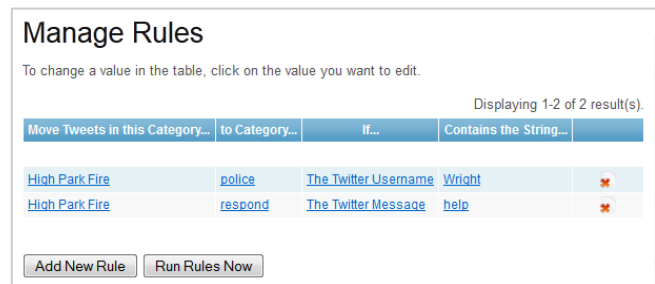 Manage Rules
To change a value in the table, click on the value you want to edit.
Displaying 1-2 of 2 result(s).
Move Tweets in this Category... to Category... If... Contains the String...
High Park Fire police The Twitter Username Wright
High Park Fire respond The Twitter Message help
Add New Rule Run Rules Now